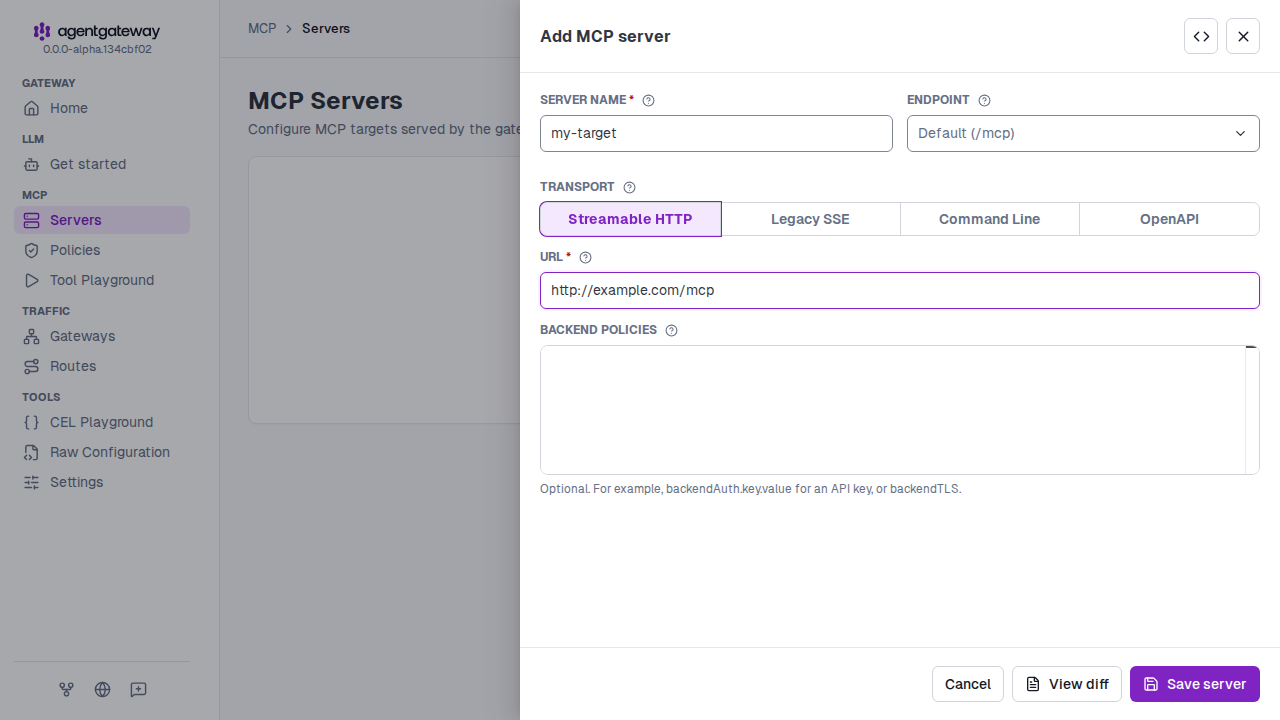 agentgateway
0.0.0-alpha.134cbf02
GATEWAY
Home
LLM
Get started
MCP
Servers
Policies
Tool Playground
TRAFFIC
Gateways
Routes
TOOLS
CEL Playground
Raw Configuration
Settings
MCP > Servers
MCP Servers
Configure MCP targets served by the gate
Add MCP server
SERVER NAME *
my-target
ENDPOINT
Default (/mcp)
TRANSPORT
Streamable HTTP
Legacy SSE
Command Line
OpenAPI
URL *
http://example.com/mcp
BACKEND POLICIES
Optional. For example, backendAuth.key.value for an API key, or backendTLS.
Cancel
View diff
Save server